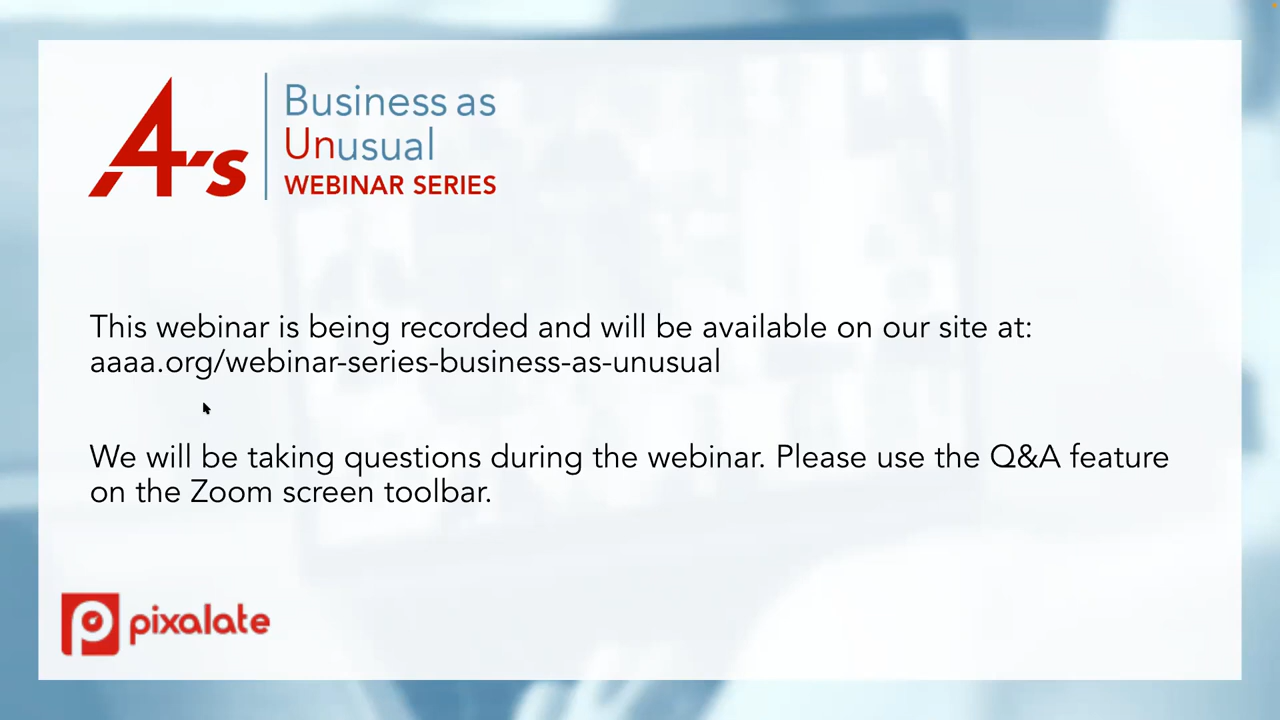 4A's
Business as
Unusual
WEBINAR SERIES
This webinar is being recorded and will be available on our site at:
aaaa.org/webinar-series-business-as-unusual
We will be taking questions during the webinar. Please use the Q&A feature
on the Zoom screen toolbar.
pixalate